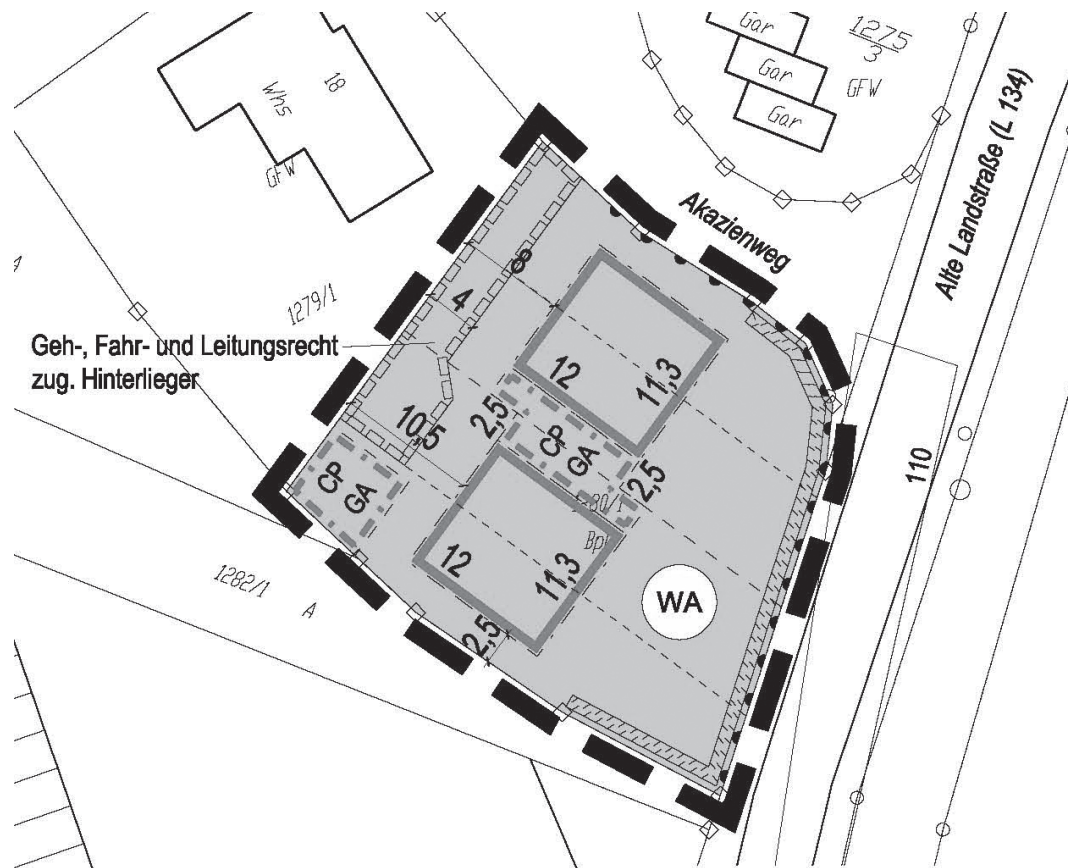 Gar
Gar
Gar
1275
3
GFW
Whs
18
GFW
Alte Landstraße (L 134)
Akazienweg
8
4
1279/1
Geh-, Fahr- und Leitungsrecht
zug. Hinterlieger
12
11,3
10,5
2,5
CP
GA
2,5
CP
GA
12
11,3
2,5
WA
110
1282/1
A